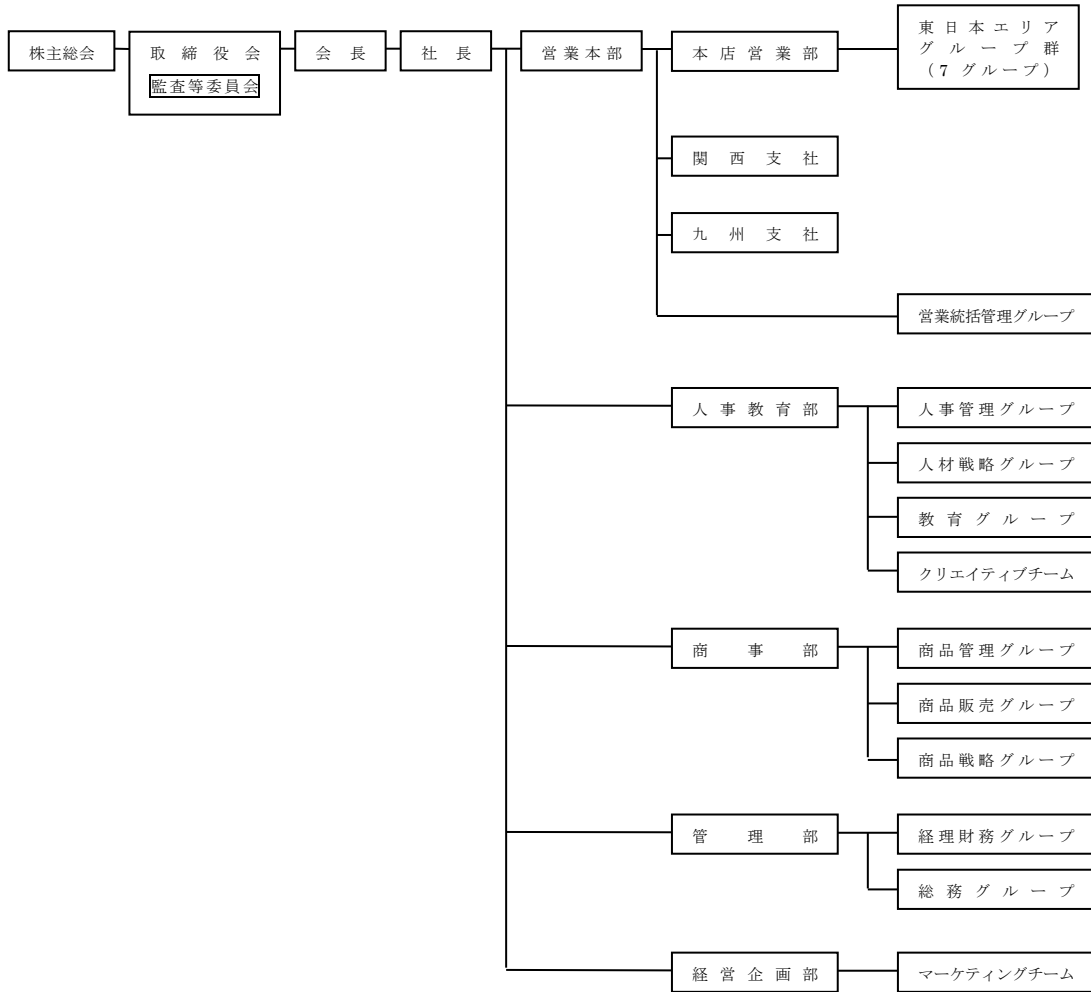 株主総会
取締役会
監査等委員会
会長
社長
営業本部
本店営業部
東日本エリア
グループ群
(7グループ)
関西支社
九州支社
営業統括管理グループ
人事教育部
人事管理グループ
人材戦略グループ
教育グループ
クリエイティブチーム
商事部
商品管理グループ
商品販売グループ
商品戦略グループ
管理部
経理財務グループ
総務グループ
経営企画部
マーケティングチーム